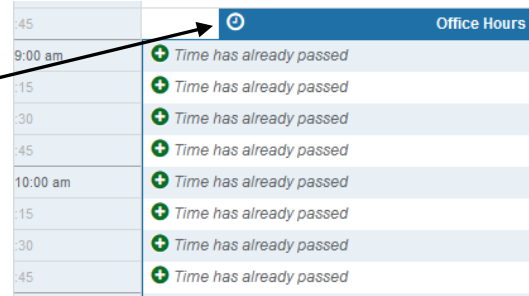 :45 Office Hours
9:00 am Time has already passed
:15 Time has already passed
:30 Time has already passed
:45 Time has already passed
10:00 am Time has already passed
:15 Time has already passed
:30 Time has already passed
:45 Time has already passed